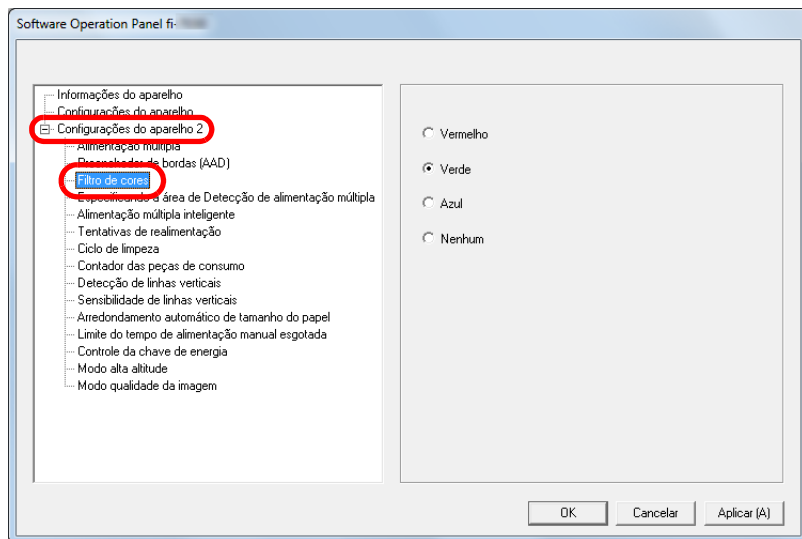 Software Operation Panel fi-
Informações do aparelho
Configurações do aparelho
Configurações do aparelho 2
Alimentação múltipla
Preenchedor de bordas (AAD)
Filtro de cores
Especificando a área de Detecção de alimentação múltipla
Alimentação múltipla inteligente
Tentativas de realimentação
Ciclo de limpeza
Contador das peças de consumo
Detecção de linhas verticais
Sensibilidade de linhas verticais
Arredondamento automático de tamanho do papel
Limite do tempo de alimentação manual esgotada
Controle da chave de energia
Modo alta altitude
Modo qualidade da imagem
Vermelho
Verde
Azul
Nenhum
OK Cancelar Aplicar (A)